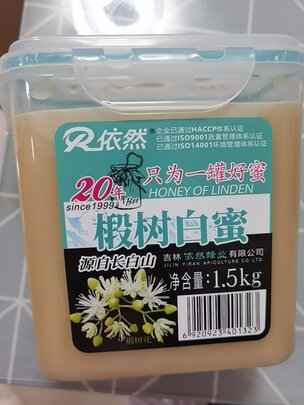 R依然
企业已通过HACCP体系认证
已通过ISO9001质量管理体系认证
已通过ISO14001环境管理体系认证
20年
since1999
Bee
只为一罐好蜜
HONEY OF LINDEN
椴树白蜜
源自长白山
吉林依然蜂业有限公司
JILIN YIRAN APICULTURE CO.,LTD.
净含量:1.5kg
椴树花
6920923401323